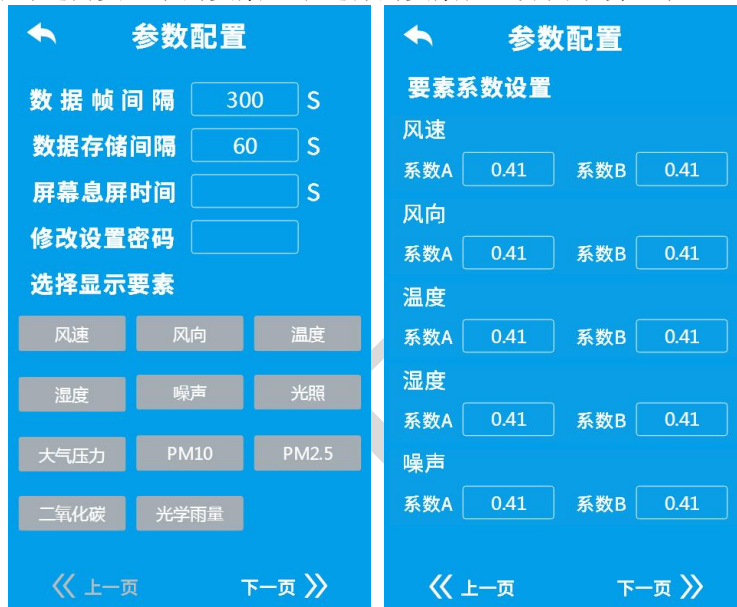 参数配置
数据帧间隔 300 S
数据存储间隔 60 S
屏幕息屏时间 S
修改设置密码
选择显示要素
风速 风向 温度
湿度 噪声 光照
大气压力 PM10 PM2.5
二氧化碳 光学雨量
上一页 下一页
参数配置
要素系数设置
风速
系数A 0.41 系数B 0.41
风向
系数A 0.41 系数B 0.41
温度
系数A 0.41 系数B 0.41
湿度
系数A 0.41 系数B 0.41
噪声
系数A 0.41 系数B 0.41
上一页 下一页